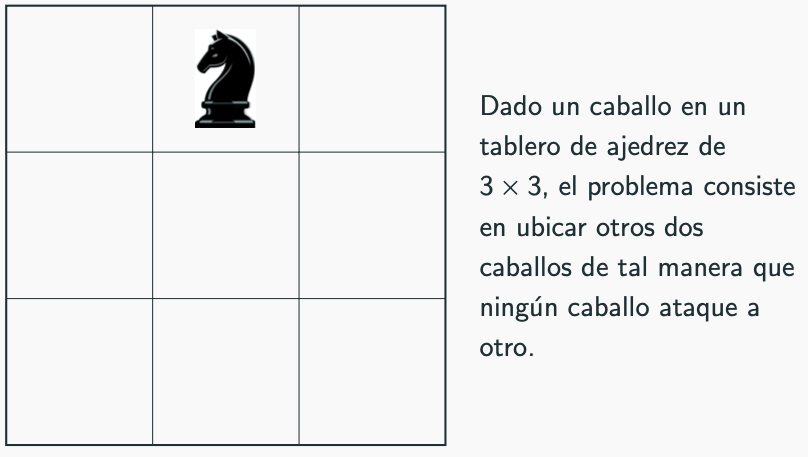 Dado un caballo en un
tablero de ajedrez de
3 × 3, el problema consiste
en ubicar otros dos
caballos de tal manera que
ningún caballo ataque a
otro.